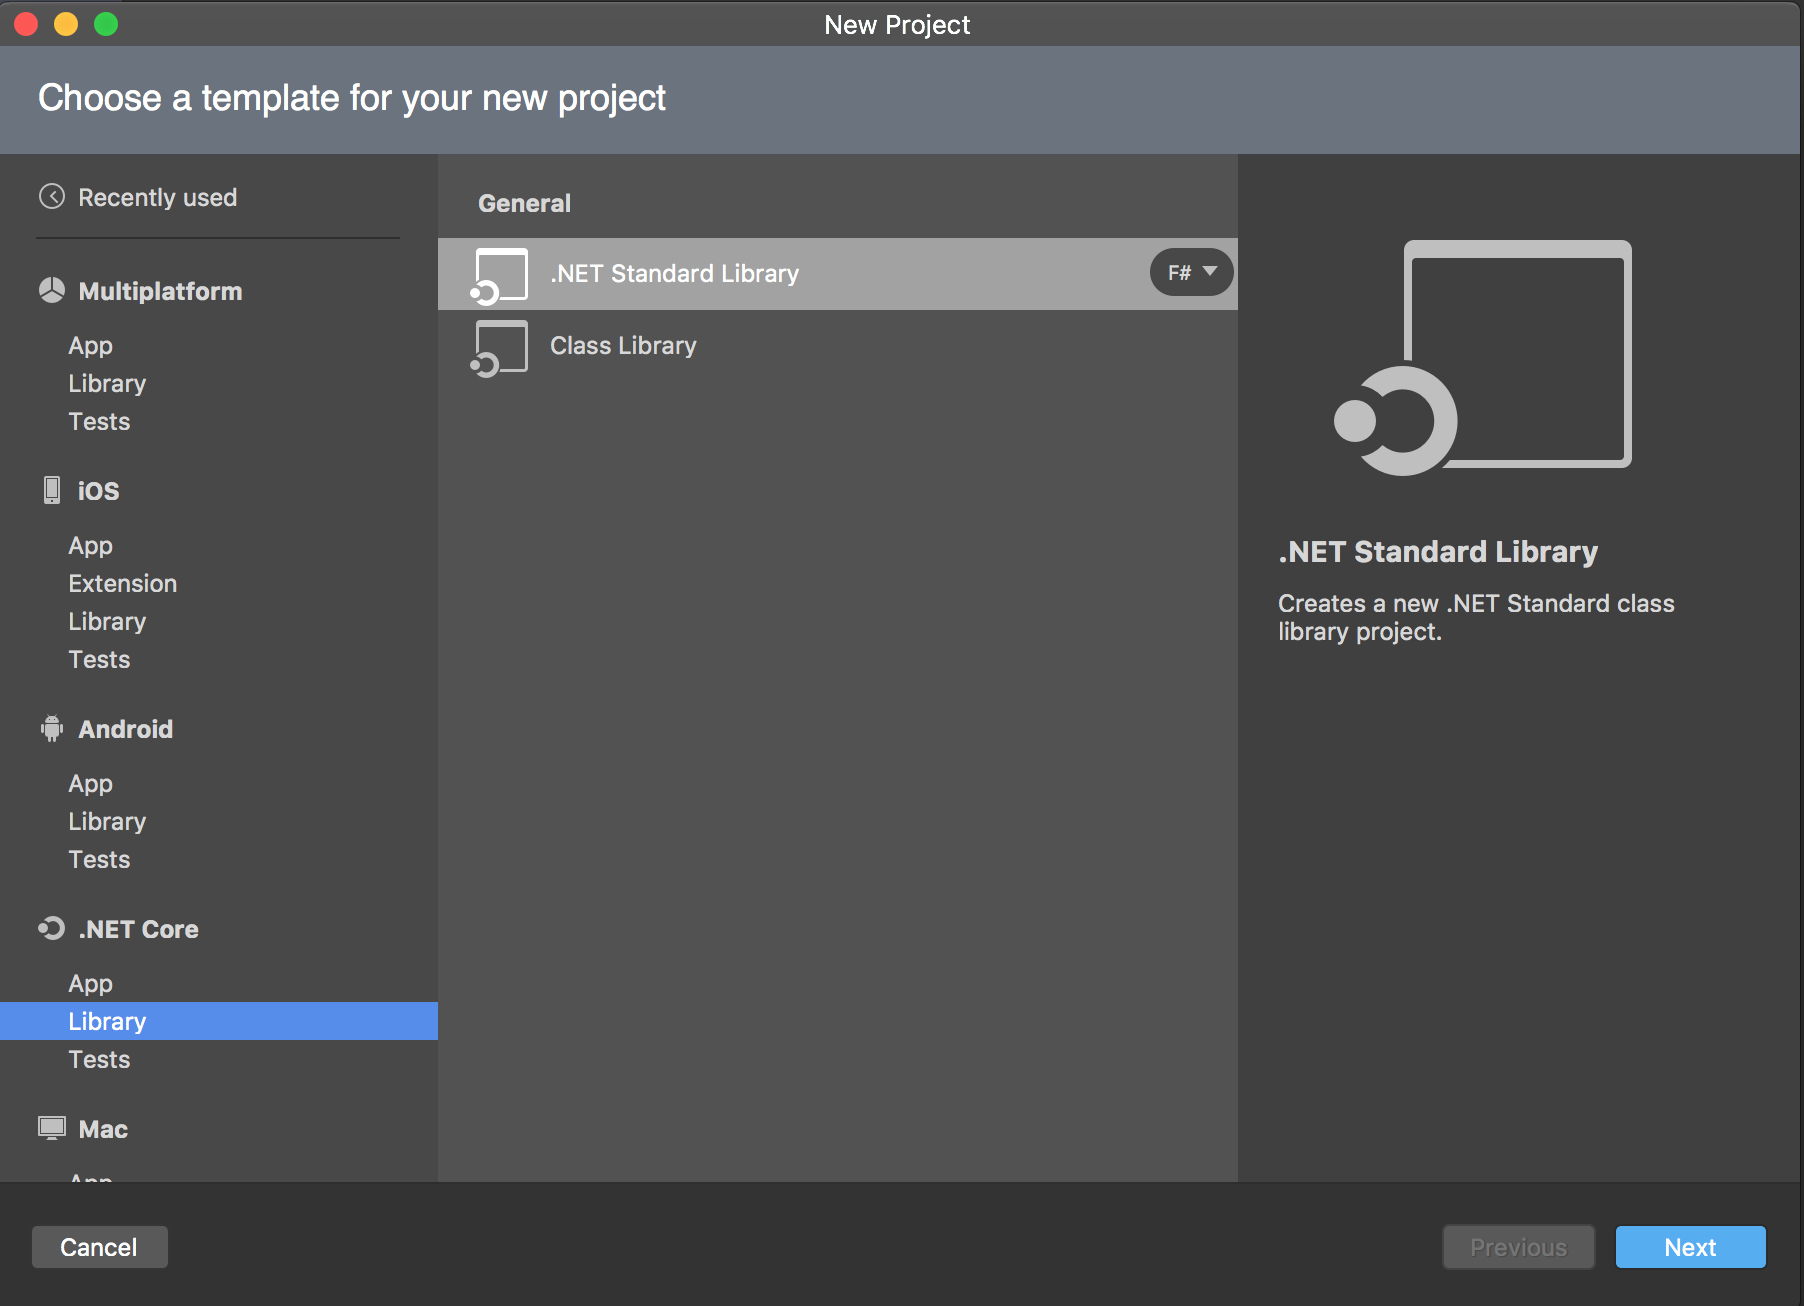 New Project
Choose a template for your new project
Recently used
Multiplatform
App
Library
Tests
iOS
App
Extension
Library
Tests
Android
App
Library
Tests
.NET Core
App
Library
Tests
Mac
App
General
.NET Standard Library
F#
Class Library
.NET Standard Library
Creates a new .NET Standard class
library project.
Cancel
Previous
Next